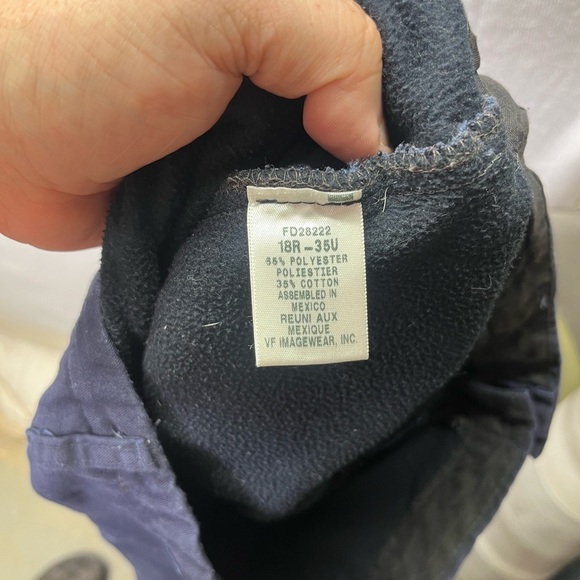 FD28222
18R-35U
65% POLYESTER
POLIESTIER
35% COTTON
ASSEMBLED IN
MEXICO
REUNI AUX
MEXIQUE
VF IMAGEWEAR, INC.